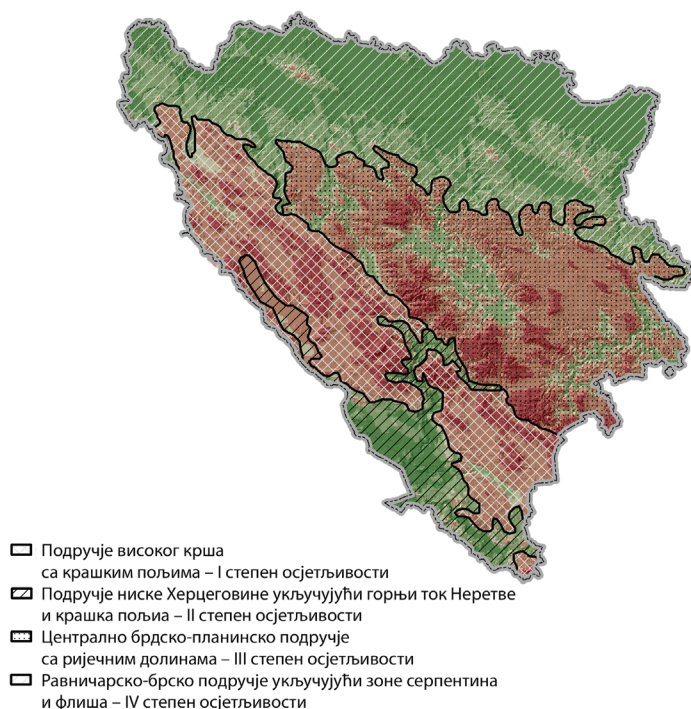 Подручје високог крша
са крашким пољима – I степен осјетљивости
Подручје ниске Херцеговине укључујући горњи ток Неретве
и крашка пољиа – II степен осјетљивости
Централно брдско-планинско подручје
са ријечним долинама – III степен осјетљивости
Равничарско-брско подручје укључујући зоне серпентина
и флиша – IV степен осјетљивости